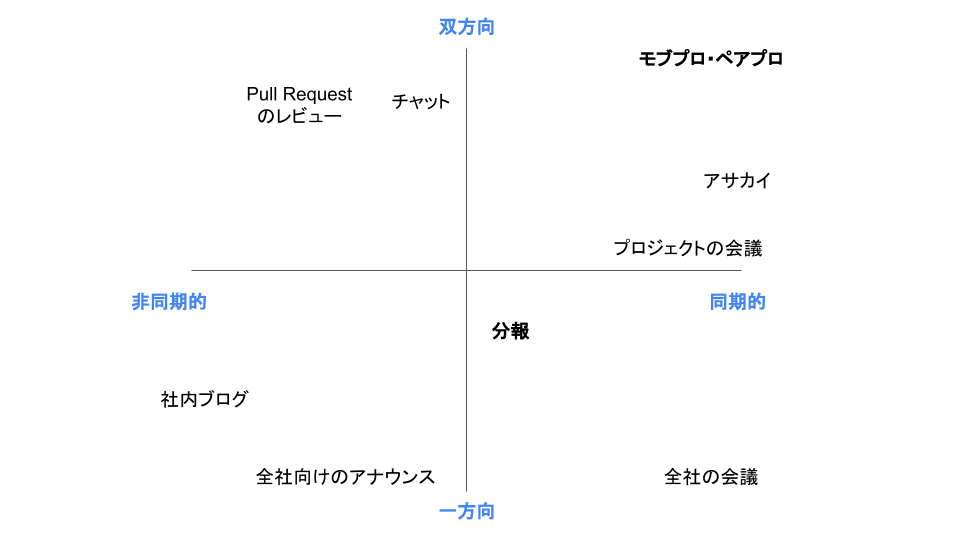 双方向
モブプロ・ペアプロ
Pull Request
のレビュー
チャット
アサカイ
プロジェクトの会議
非同期的
同期的
分報
社内ブログ
全社向けのアナウンス
全社の会議
一方向